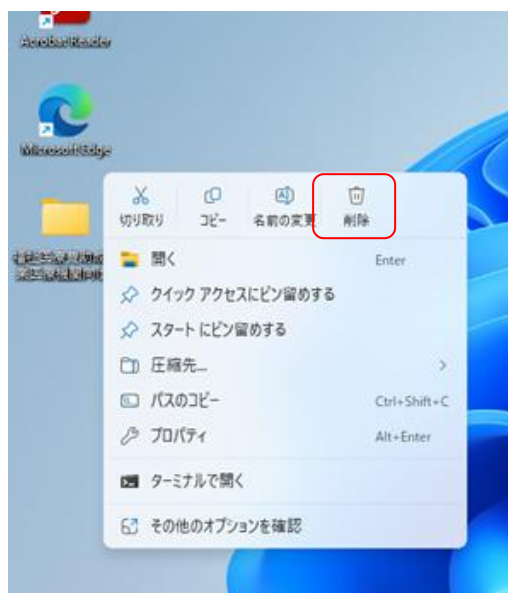 Acrobat Reader
Microsoft Edge
切り取り
コピー
名前の変更
削除
開く Enter
クイック アクセスにピン留めする
スタート にピン留めする
圧縮先...
パスのコピー Ctrl+Shift+C
プロパティ Alt+Enter
ターミナルで開く
その他のオプションを確認